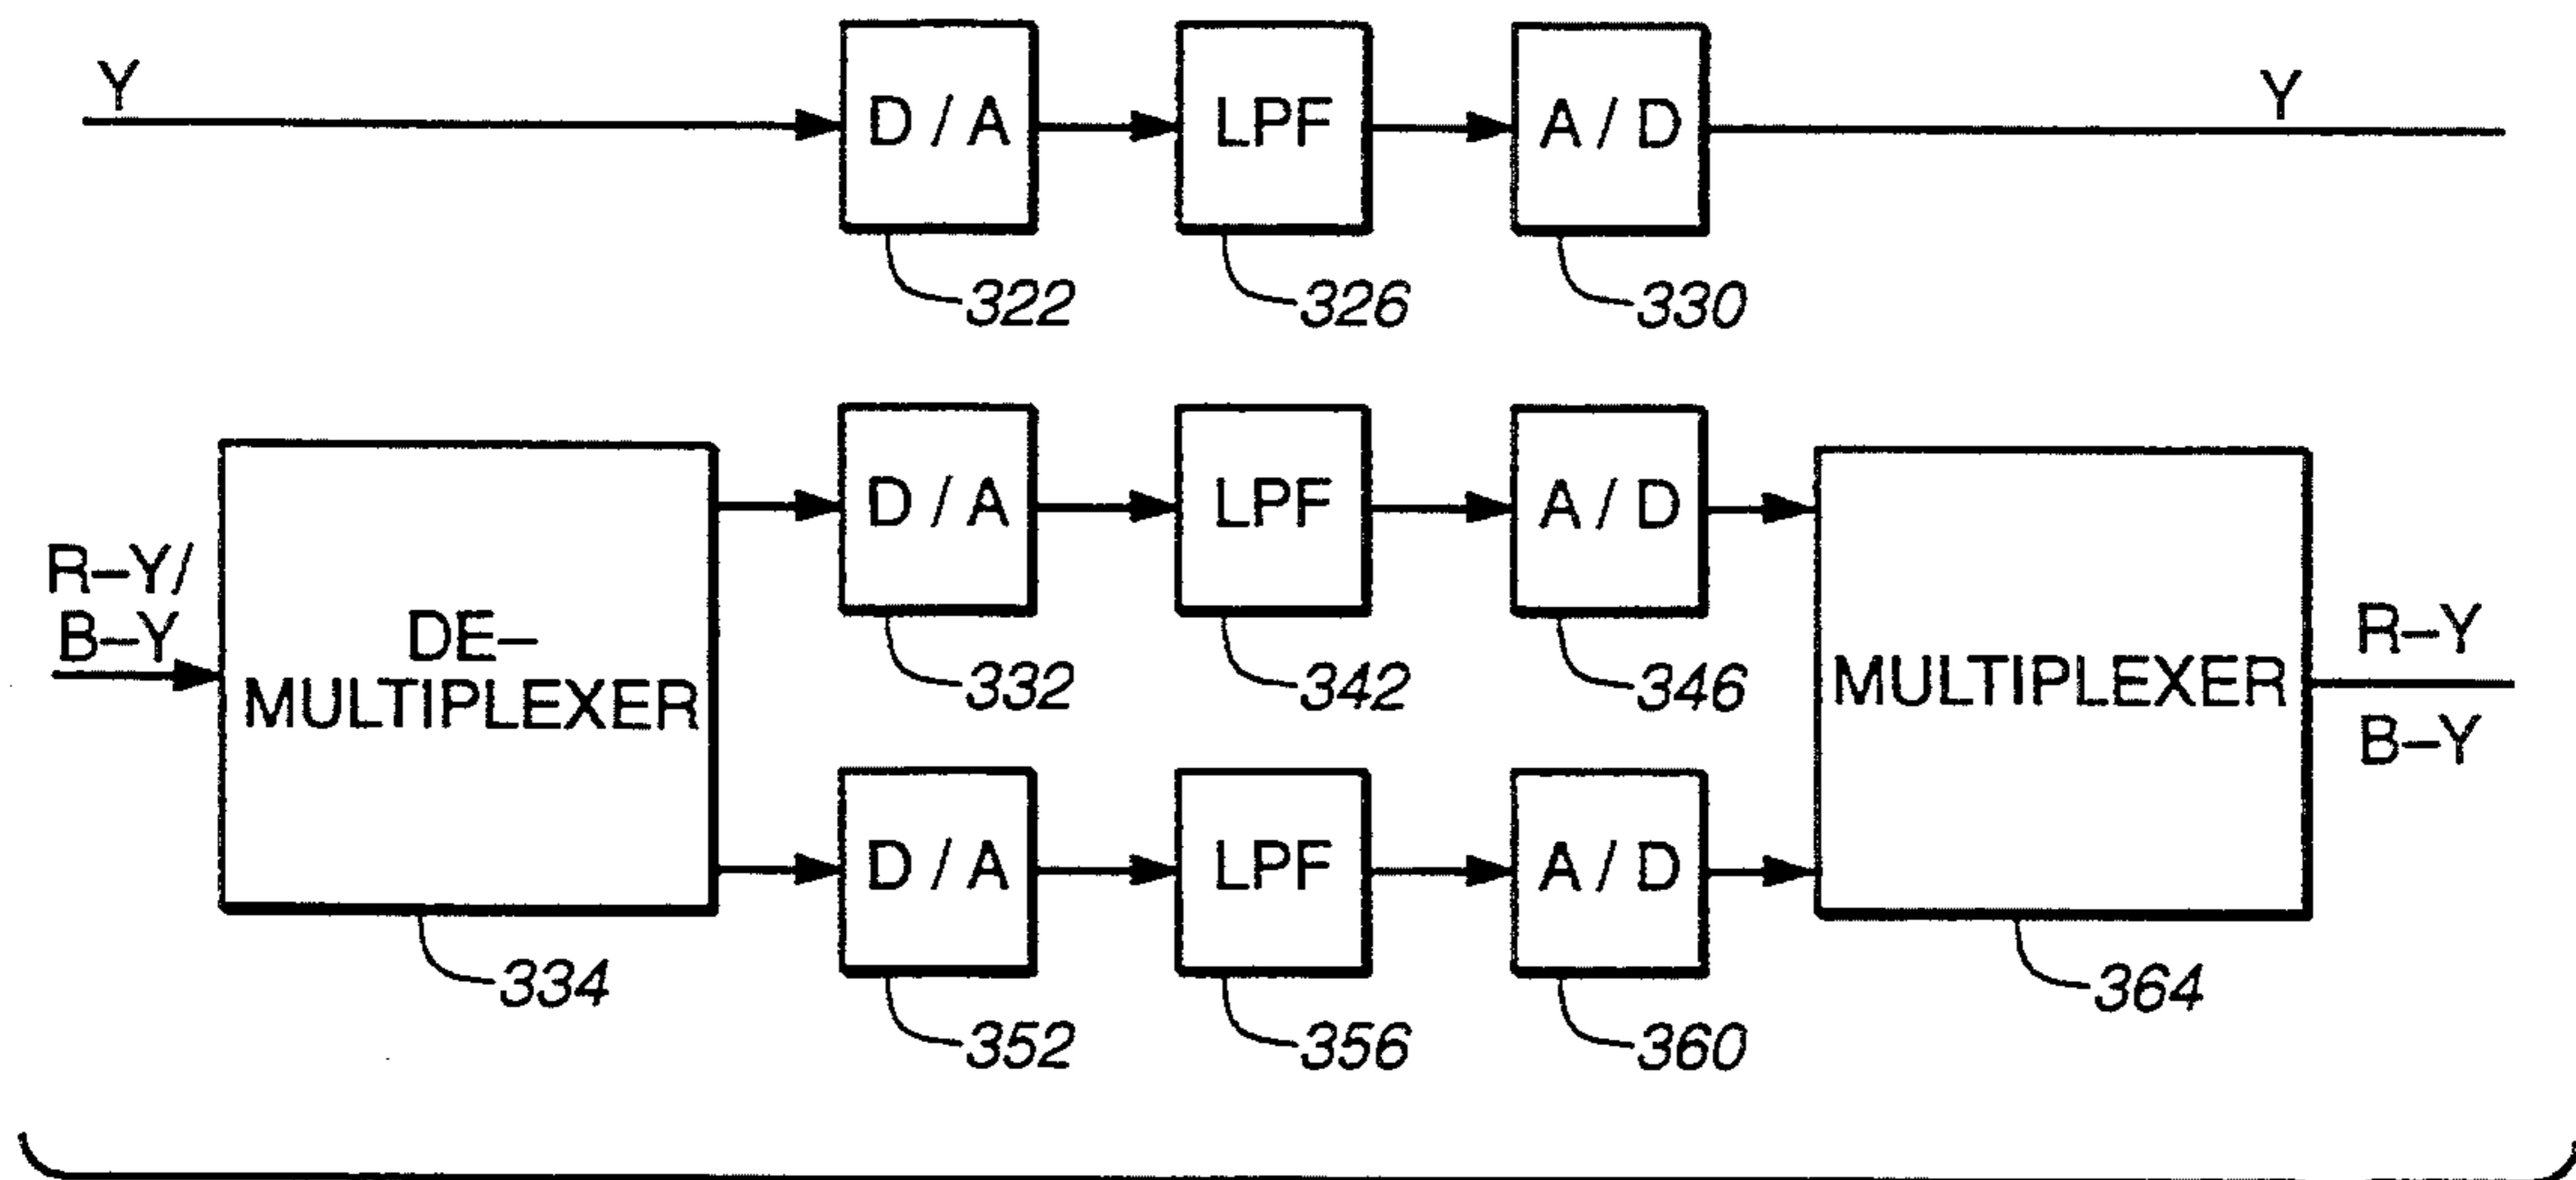 Y
D / A
LPF
A / D
Y
322
326
330
R–Y/
B–Y
DE–
MULTIPLEXER
334
D / A
LPF
A / D
332
342
346
D / A
LPF
A / D
352
356
360
MULTIPLEXER
364
R–Y
B–Y